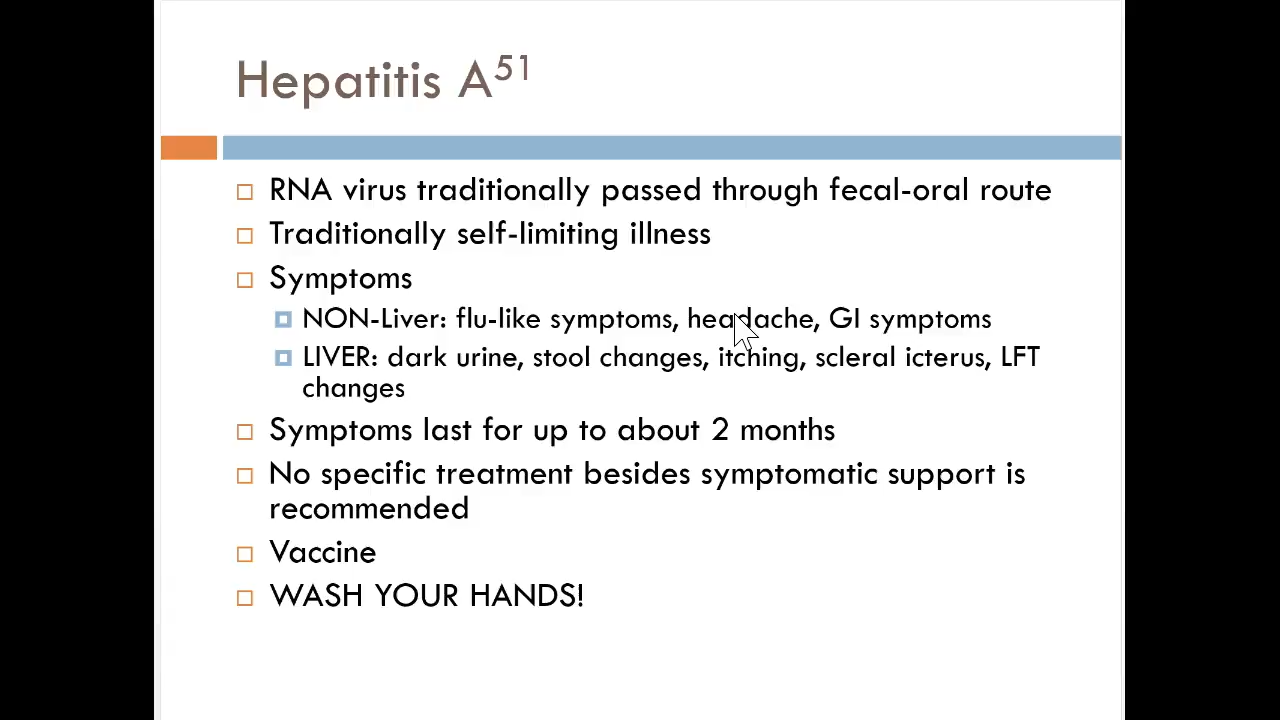 Hepatitis A51
RNA virus traditionally passed through fecal-oral route
Traditionally self-limiting illness
Symptoms
NON-Liver: flu-like symptoms, headache, GI symptoms
LIVER: dark urine, stool changes, itching, scleral icterus, LFT
changes
Symptoms last for up to about 2 months
No specific treatment besides symptomatic support is
recommended
Vaccine
WASH YOUR HANDS!